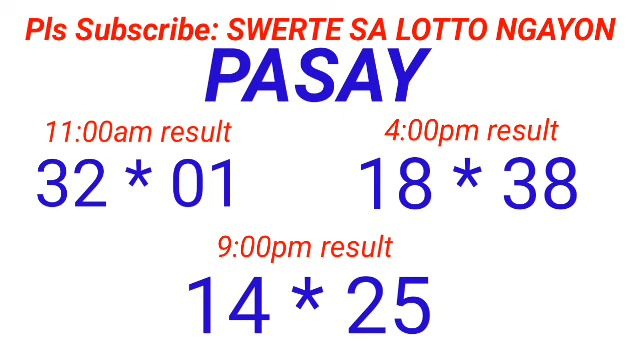 Pls Subscribe: SWERTE SA LOTTO NGAYON
PASAY
11:00am result
32 * 01
4:00pm result
18 * 38
9:00pm result
14 * 25